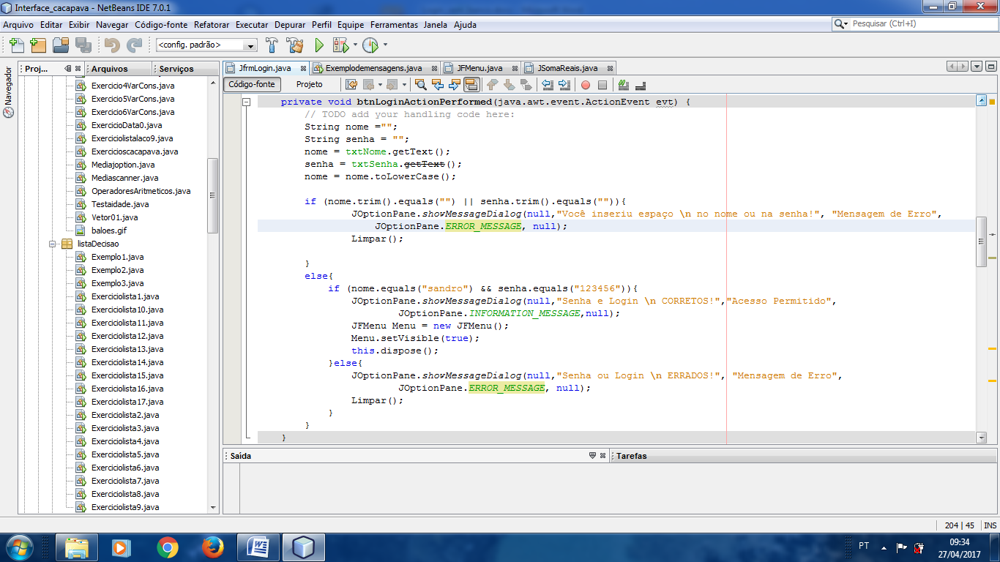 Interface_cacapava - NetBeans IDE 7.0.1
Arquivo Editar Exibir Navegar Código-fonte Refatorar Executar Depurar Perfil Equipe Ferramentas Janela Ajuda
Pesquisar (Ctrl+I)
<config. padrão>
Navegador
Proj...
Arquivos
Serviços
Exercicio4VarCons.java
Exercicio5VarCons.java
Exercicio6VarCons.java
ExercicioData0.java
Exerciciolistalaco9.java
Exercicioscacapava.java
Mediajoption.java
Mediascanner.java
OperadoresAritmeticos.java
Testaidade.java
Vetor01.java
baloes.gif
listaDecisao
Exemplo1.java
Exemplo2.java
Exemplo3.java
Exerciciolista1.java
Exerciciolista10.java
Exerciciolista11.java
Exerciciolista12.java
Exerciciolista13.java
Exerciciolista14.java
Exerciciolista15.java
Exerciciolista16.java
Exerciciolista17.java
Exerciciolista2.java
Exerciciolista3.java
Exerciciolista4.java
Exerciciolista5.java
Exerciciolista6.java
Exerciciolista7.java
Exerciciolista8.java
Exerciciolista9.java
JfrmLogin.java
Exemplodemensagens.java
JFMenu.java
JSomaReais.java
Código-fonte
Projeto
private void btnLoginActionPerformed(java.awt.event.ActionEvent evt) {
// TODO add your handling code here:
String nome ="";
String senha = "";
nome = txtNome.getText();
senha = txtSenha.getText();
nome = nome.toLowerCase();
if (nome.trim().equals("") || senha.trim().equals("")){
JOptionPane.showMessageDialog(null,"Você inseriu espaço \n no nome ou na senha!", "Mensagem de Erro",
JOptionPane.ERROR_MESSAGE, null);
Limpar();
}
else{
if (nome.equals("sandro") && senha.equals("123456")){
JOptionPane.showMessageDialog(null,"Senha e Login \n CORRETOS!","Acesso Permitido",
JOptionPane.INFORMATION_MESSAGE,null);
JFMenu Menu = new JFMenu();
Menu.setVisible(true);
this.dispose();
}else{
JOptionPane.showMessageDialog(null,"Senha ou Login \n ERRADOS!", "Mensagem de Erro",
JOptionPane.ERROR_MESSAGE, null);
Limpar();
}
}
}
Saída
Tarefas
204 | 45 INS
PT
09:34
27/04/2017